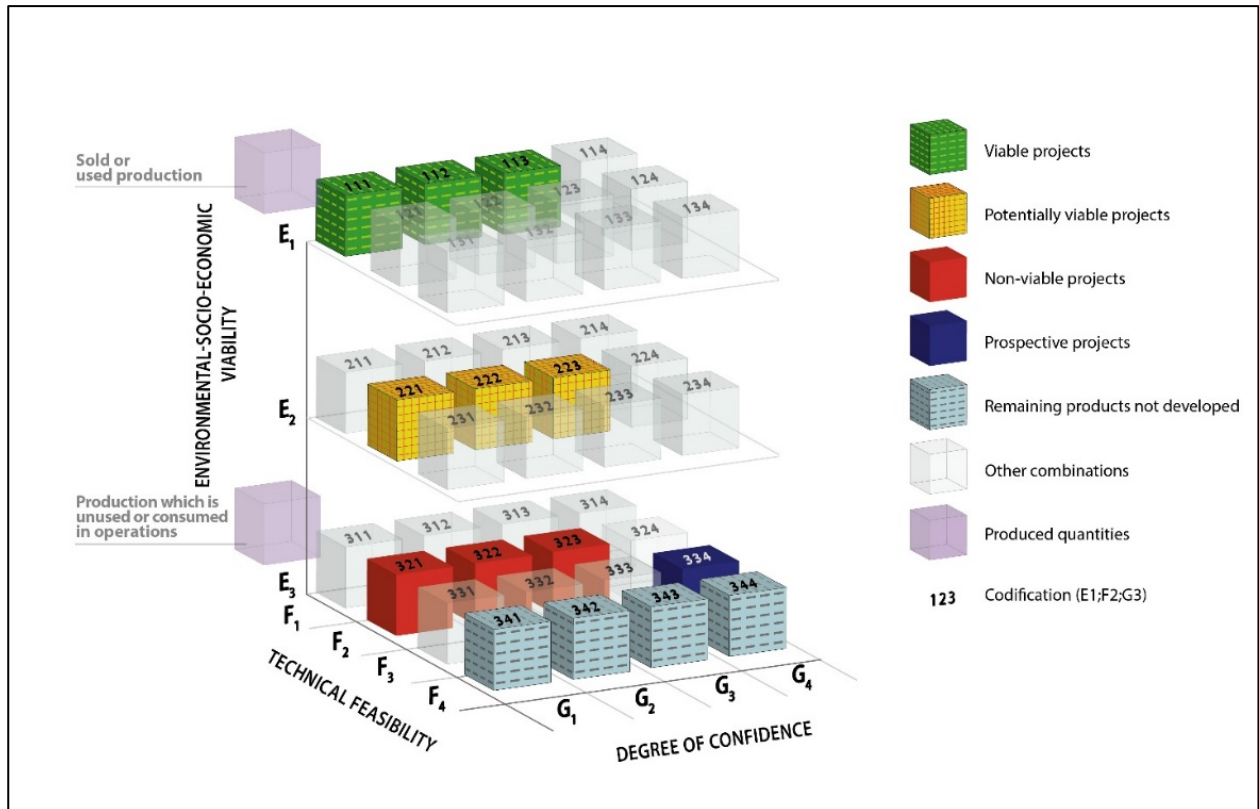 Sold or
used production
ENVIRONMENTAL-SOCIO-ECONOMIC
VIABILITY
E1
111
112
113
114
121
122
123
124
131
132
133
134
E2
211
212
213
214
221
222
223
224
231
232
233
234
Production which is
unused or consumed
in operations
E3
311
312
313
314
321
322
323
324
331
332
333
334
341
342
343
344
F1
F2
F3
F4
TECHNICAL FEASIBILITY
G1
G2
G3
G4
DEGREE OF CONFIDENCE
Viable projects
Potentially viable projects
Non-viable projects
Prospective projects
Remaining products not developed
Other combinations
Produced quantities
123 Codification (E1;F2;G3)